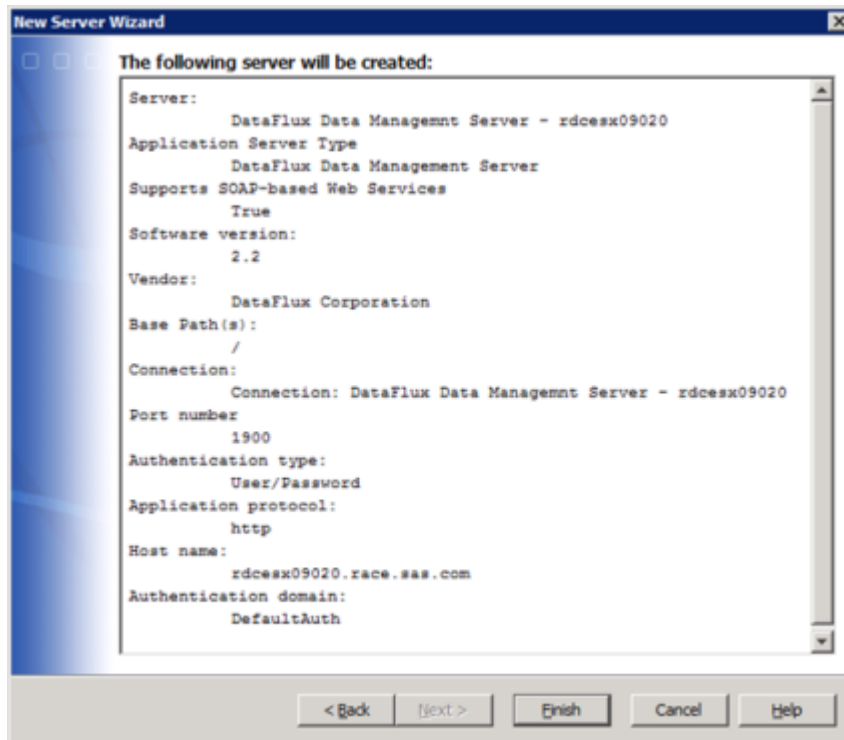 New Server Wizard
The following server will be created:
Server:
DataFlux Data Managemnt Server - rdcesx09020
Application Server Type
DataFlux Data Management Server
Supports SOAP-based Web Services
True
Software version:
2.2
Vendor:
DataFlux Corporation
Base Path(s):
/
Connection:
Connection: DataFlux Data Managemnt Server - rdcesx09020
Port number
1900
Authentication type:
User/Password
Application protocol:
http
Host name:
rdcesx09020.race.sas.com
Authentication domain:
DefaultAuth
< Back Next > Finish Cancel Help